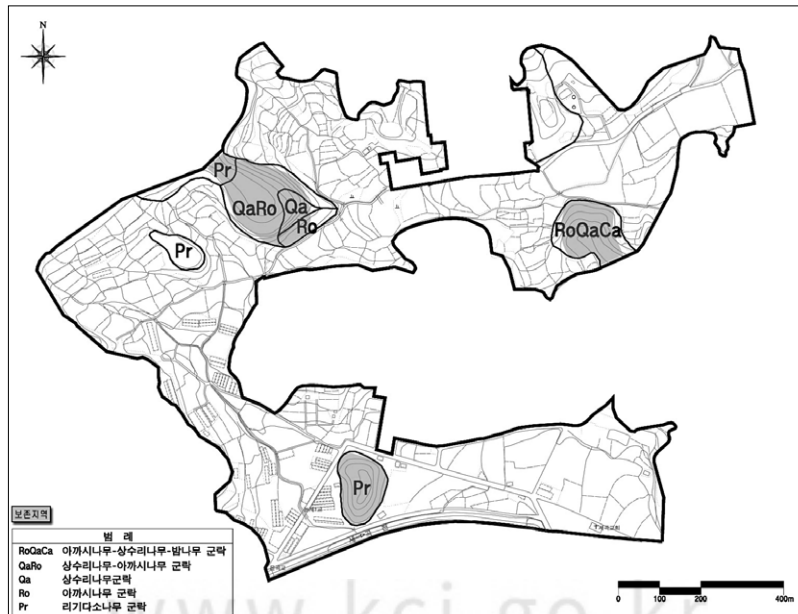 N
Pr
QaRo
Qa
Ro
Pr
RoQaCa
Pr
보존지역
범 례
RoQaCa 아까시나무-상수리나무-밤나무 군락
QaRo 상수리나무-아까시나무 군락
Qa 상수리나무군락
Ro 아까시나무 군락
Pr 리기다소나무 군락
0 100 200 400m
www.kci.go.kr